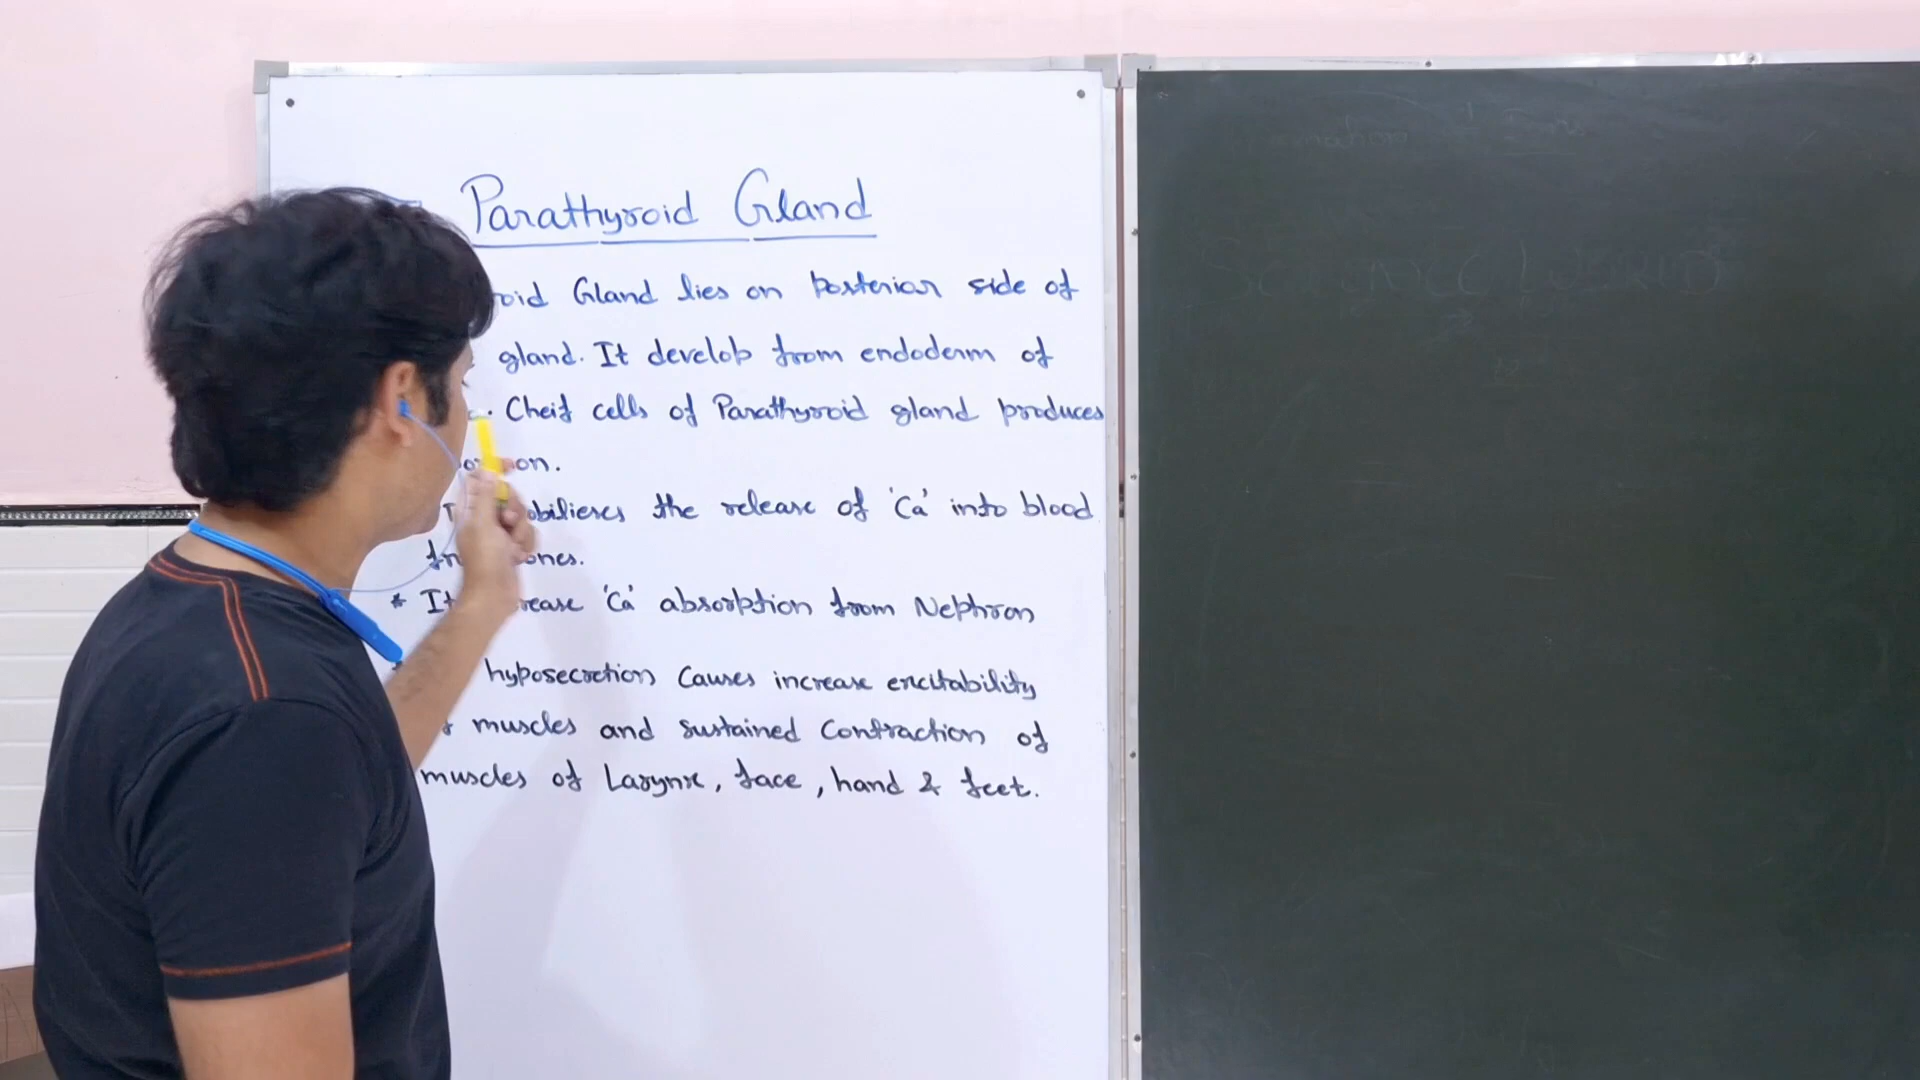 Parathyroid Gland
oid Gland lies on Posterior side of
gland. It develop from endoderm of
. Cheif cells of Parathyroid gland produces
on.
obilieses the release of 'Ca' into blood
ones.
* It rease 'Ca' absorption from Nephron
hyposecretion Causes increase excitability
muscles and sustained Contraction of
muscles of Larynx, face, hand & feet.